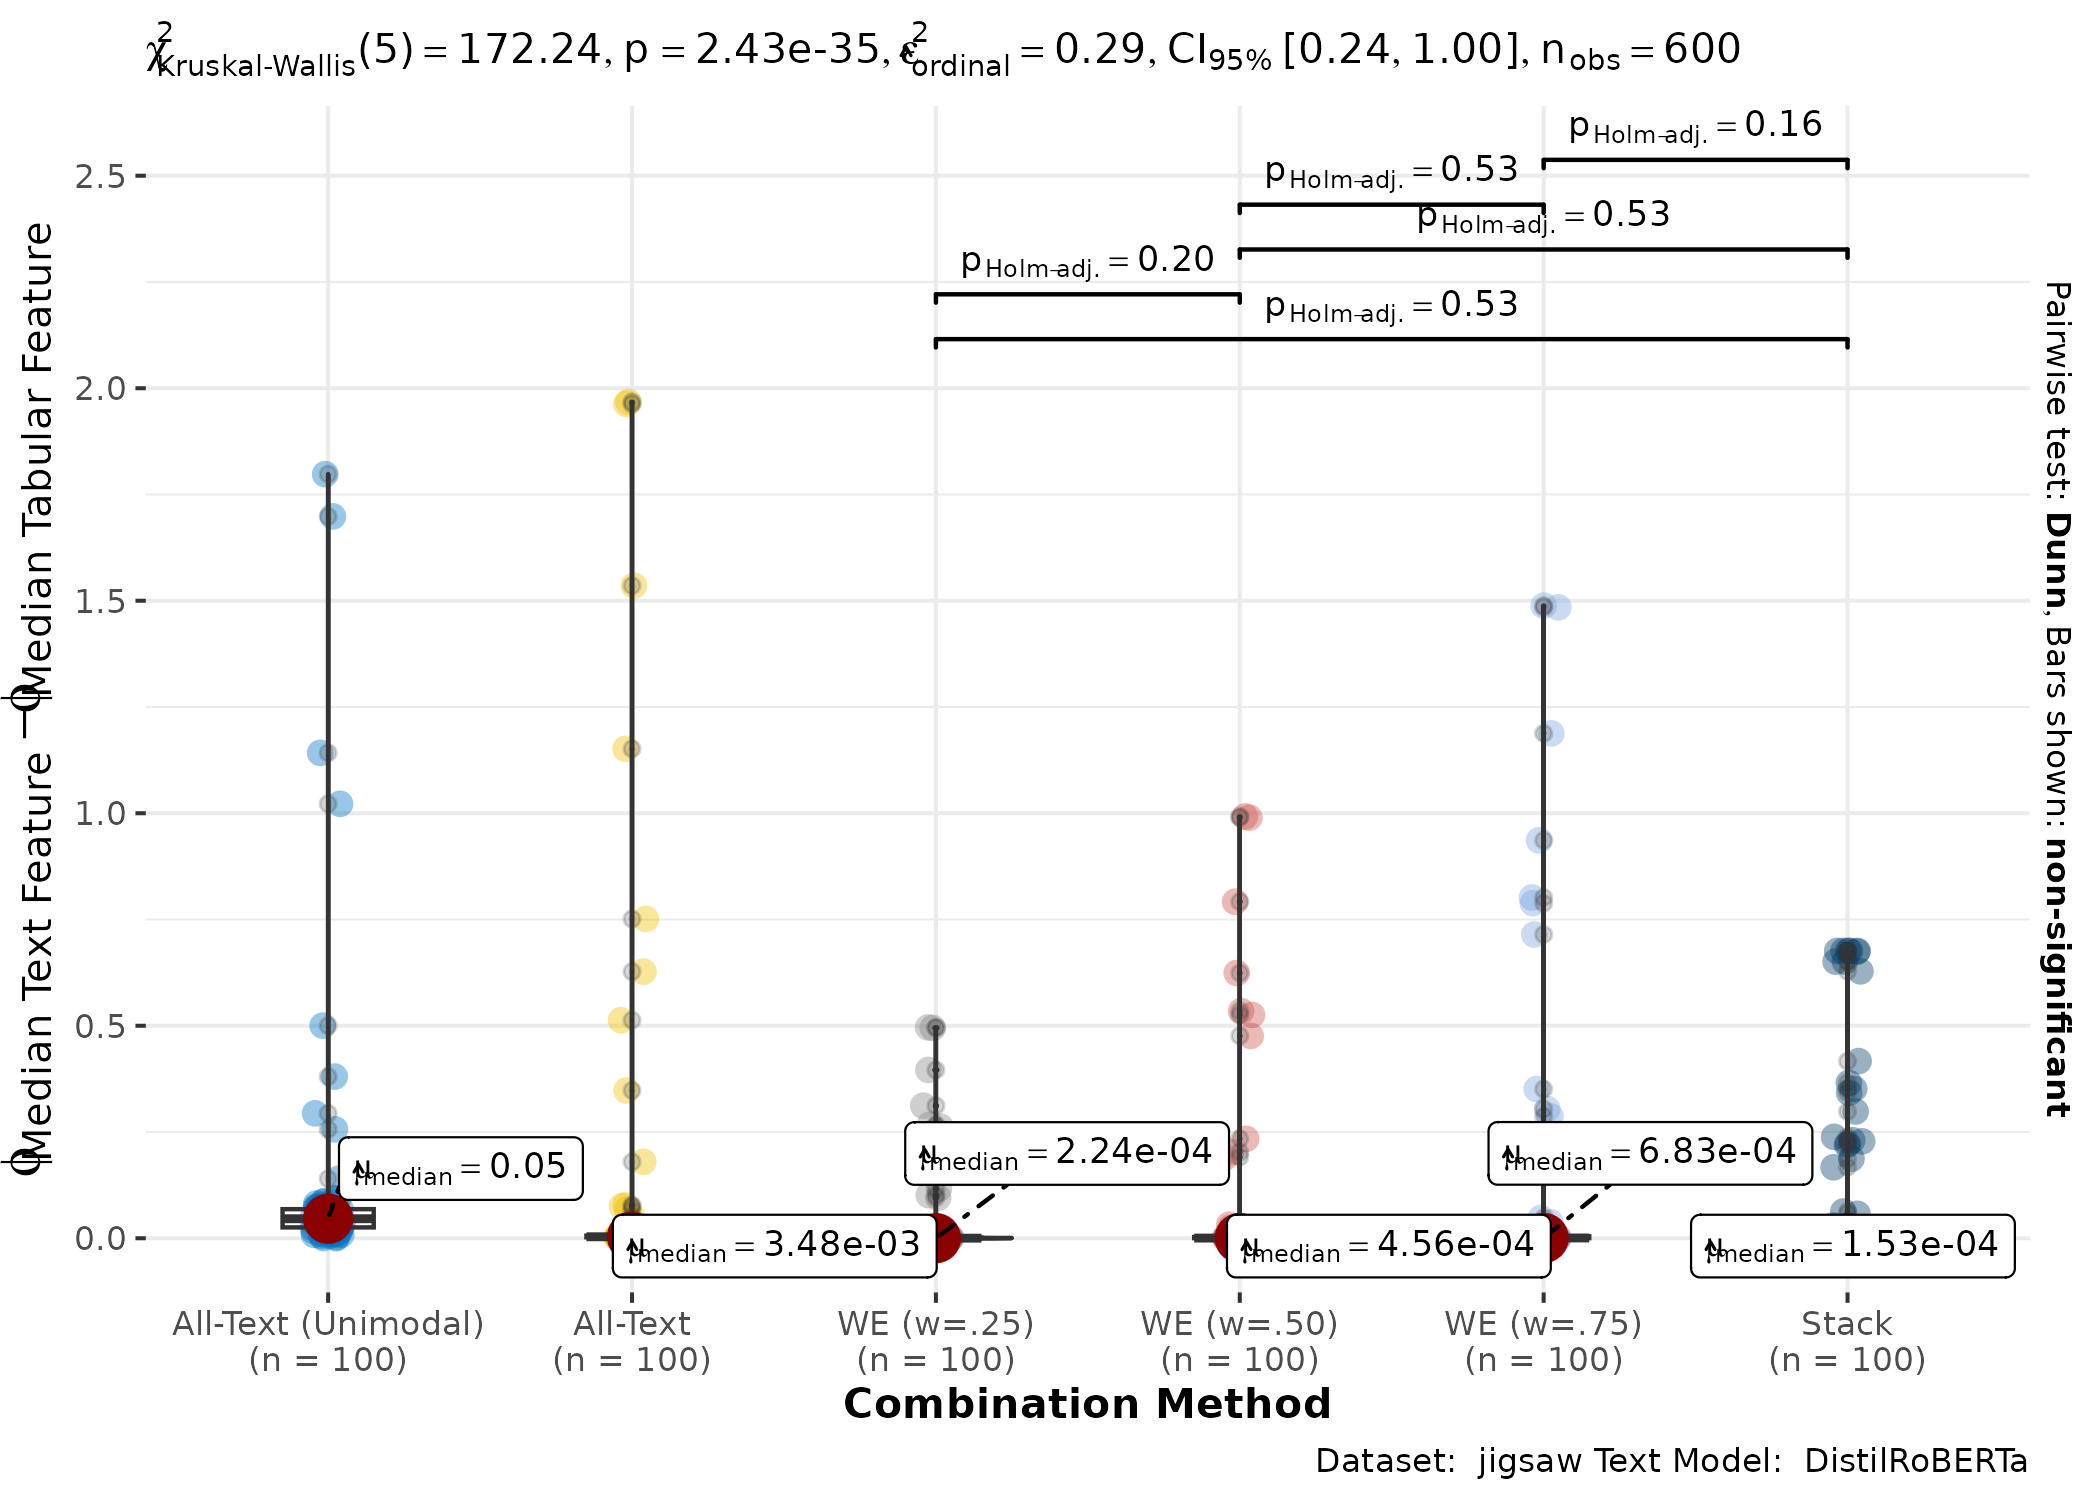 χ²Kruskal-Wallis(5) = 172.24, p = 2.43e-35, ε²ordinal = 0.29, CI95% [0.24, 1.00], nobs = 600
pHolm-adj. = 0.16
pHolm-adj. = 0.53
pHolm-adj. = 0.53
pHolm-adj. = 0.20
pHolm-adj. = 0.53
2.5
2.0
1.5
1.0
0.5
0.0
ϕMedian Text Feature − ϕMedian Tabular Feature
Pairwise test: Dunn, Bars shown: non-significant
μ̂median = 0.05
μ̂median = 3.48e-03
μ̂median = 2.24e-04
μ̂median = 4.56e-04
μ̂median = 6.83e-04
μ̂median = 1.53e-04
All-Text (Unimodal)
(n = 100)
All-Text
(n = 100)
WE (w=.25)
(n = 100)
WE (w=.50)
(n = 100)
WE (w=.75)
(n = 100)
Stack
(n = 100)
Combination Method
Dataset: jigsaw Text Model: DistilRoBERTa